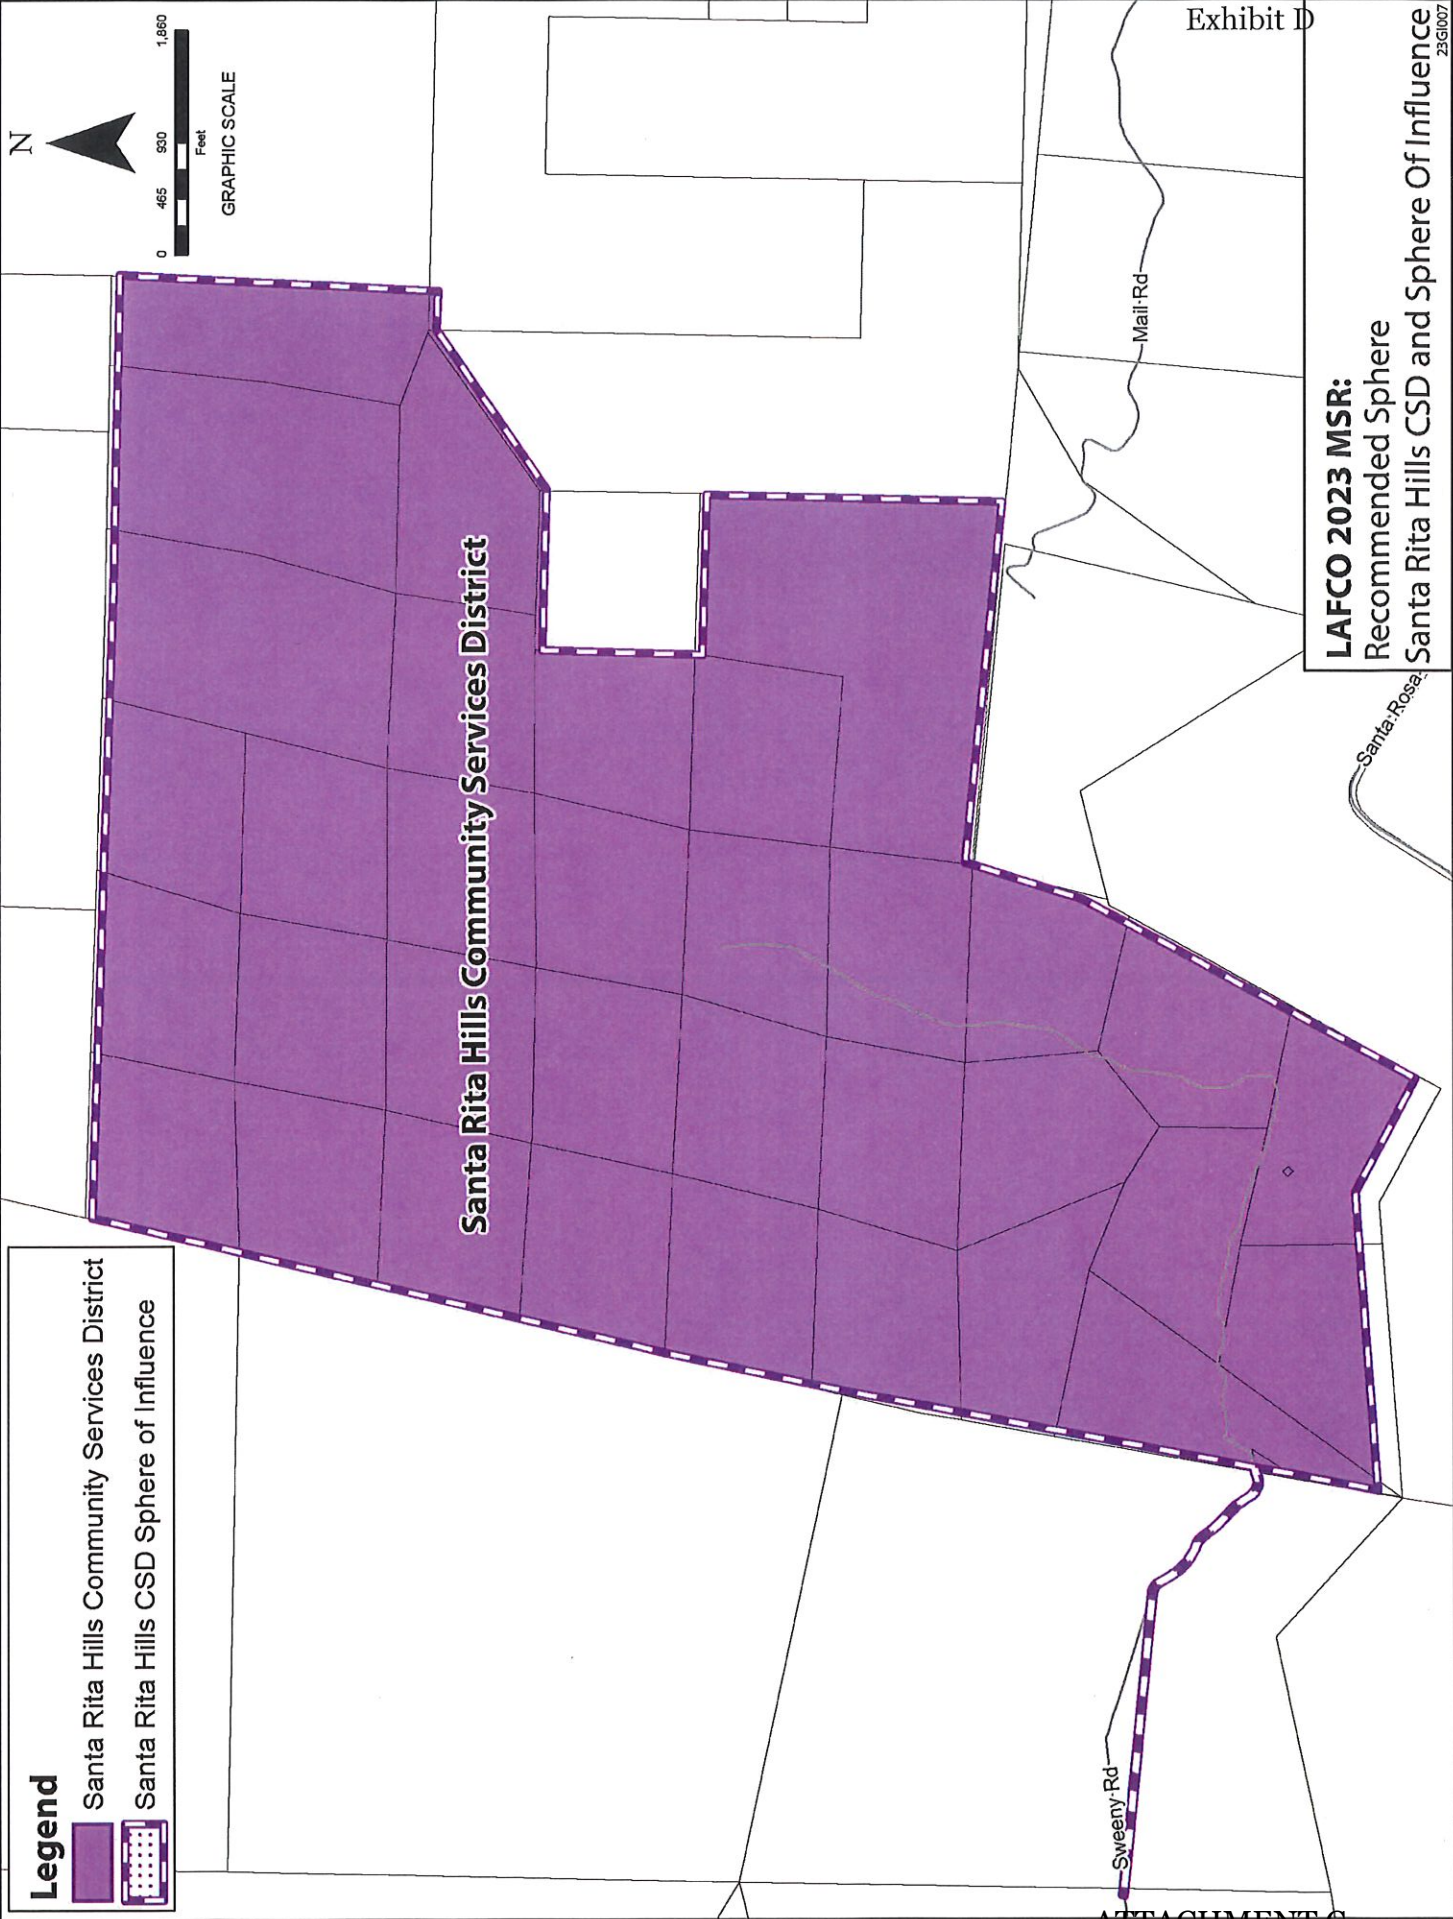 Exhibit D
N
0 465 930 1,860
Feet
GRAPHIC SCALE
Legend
Santa Rita Hills Community Services District
Santa Rita Hills CSD Sphere of Influence
Santa Rita Hills Community Services District
Mail Rd
Sweeny Rd
Santa Rosa
LAFCO 2023 MSR:
Recommended Sphere
Santa Rita Hills CSD and Sphere Of Influence
23GI007